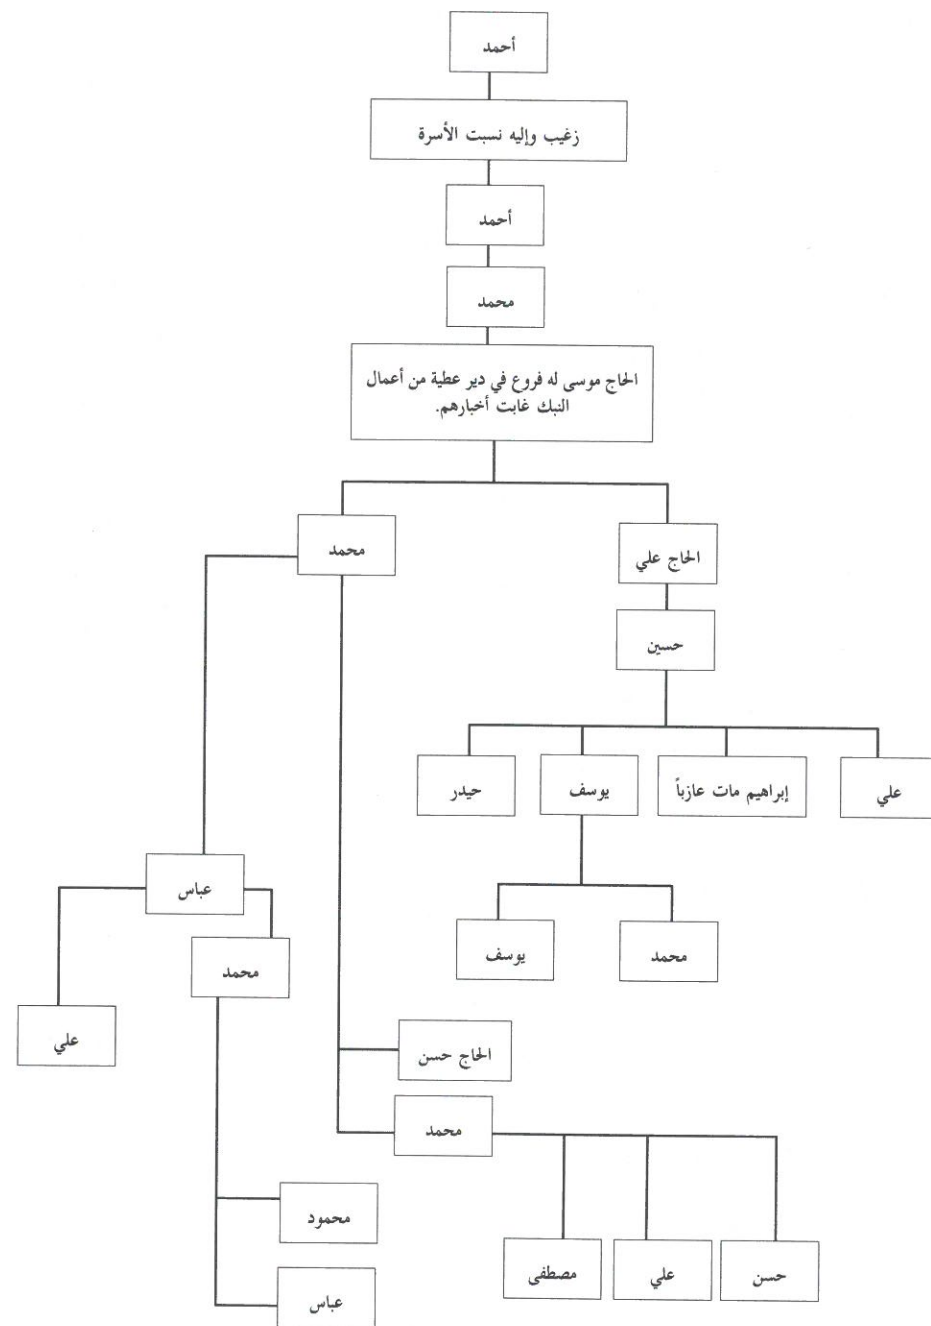 أحمد
زغيب وإليه نسبت الأسرة
أحمد
محمد
الحاج موسى له فروع في دير عطية من أعمال
النبك غابت أخبارهم.
محمد
الحاج علي
حسين
علي
إبراهيم مات عازباً
يوسف
حيدر
عباس
محمد
يوسف
محمد
علي
الحاج حسن
محمد
محمود
حسن
علي
مصطفى
عباس